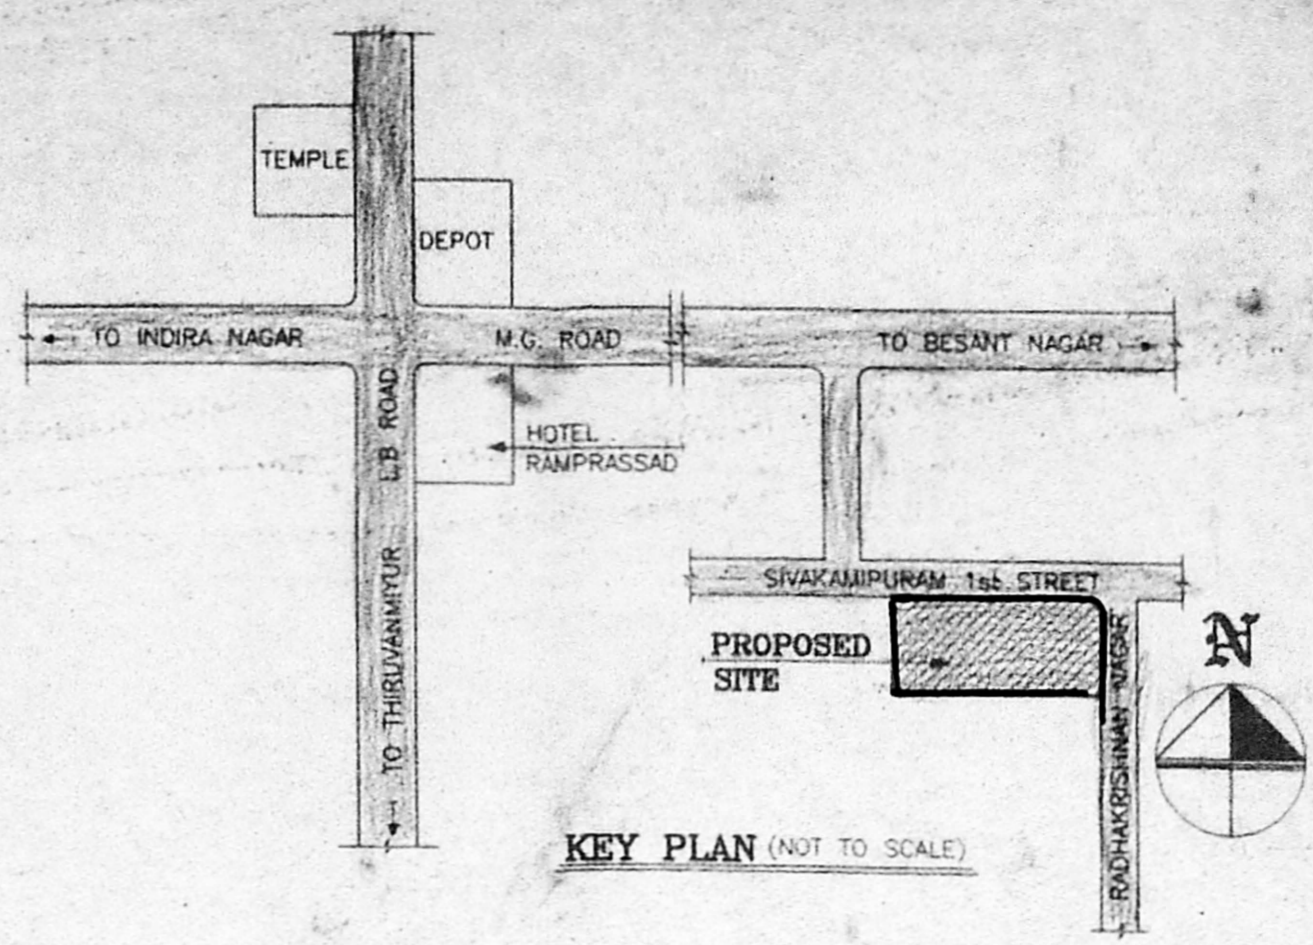 TEMPLE
DEPOT
TO INDIRA NAGAR
M.G. ROAD
TO BESANT NAGAR
LB ROAD
HOTEL
RAMPRASSAD
TO THIRUVANMIYUR
SIVAKAMIPURAM 1st STREET
PROPOSED
SITE
RADHAKRISHNAN NAGAR
N
KEY PLAN (NOT TO SCALE)